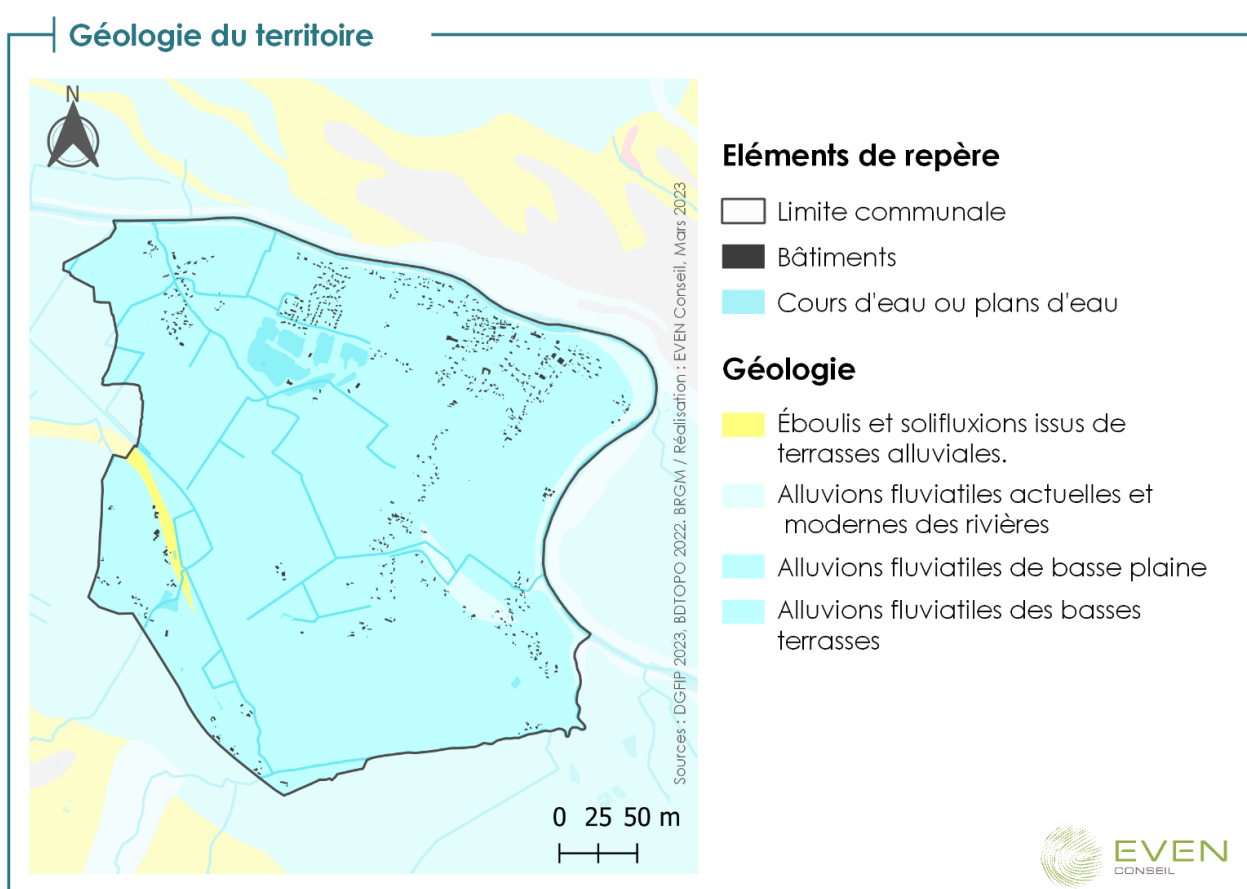 Géologie du territoire
N
Sources : DGFIP 2023, BDTOPO 2022, BRGM / Réalisation : EVEN Conseil, Mars 2023
0 25 50 m
Eléments de repère
Limite communale
Bâtiments
Cours d'eau ou plans d'eau
Géologie
Éboulis et solifluxions issus de
terrasses alluviales.
Alluvions fluviatiles actuelles et
modernes des rivières
Alluvions fluviatiles de basse plaine
Alluvions fluviatiles des basses
terrasses
EVEN
CONSEIL